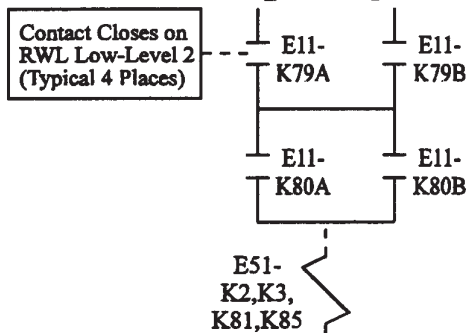 Contact Closes on
RWL Low-Level 2
(Typical 4 Places)
E11-
K79A
E11-
K79B
E11-
K80A
E11-
K80B
E51-
K2,K3,
K81,K85